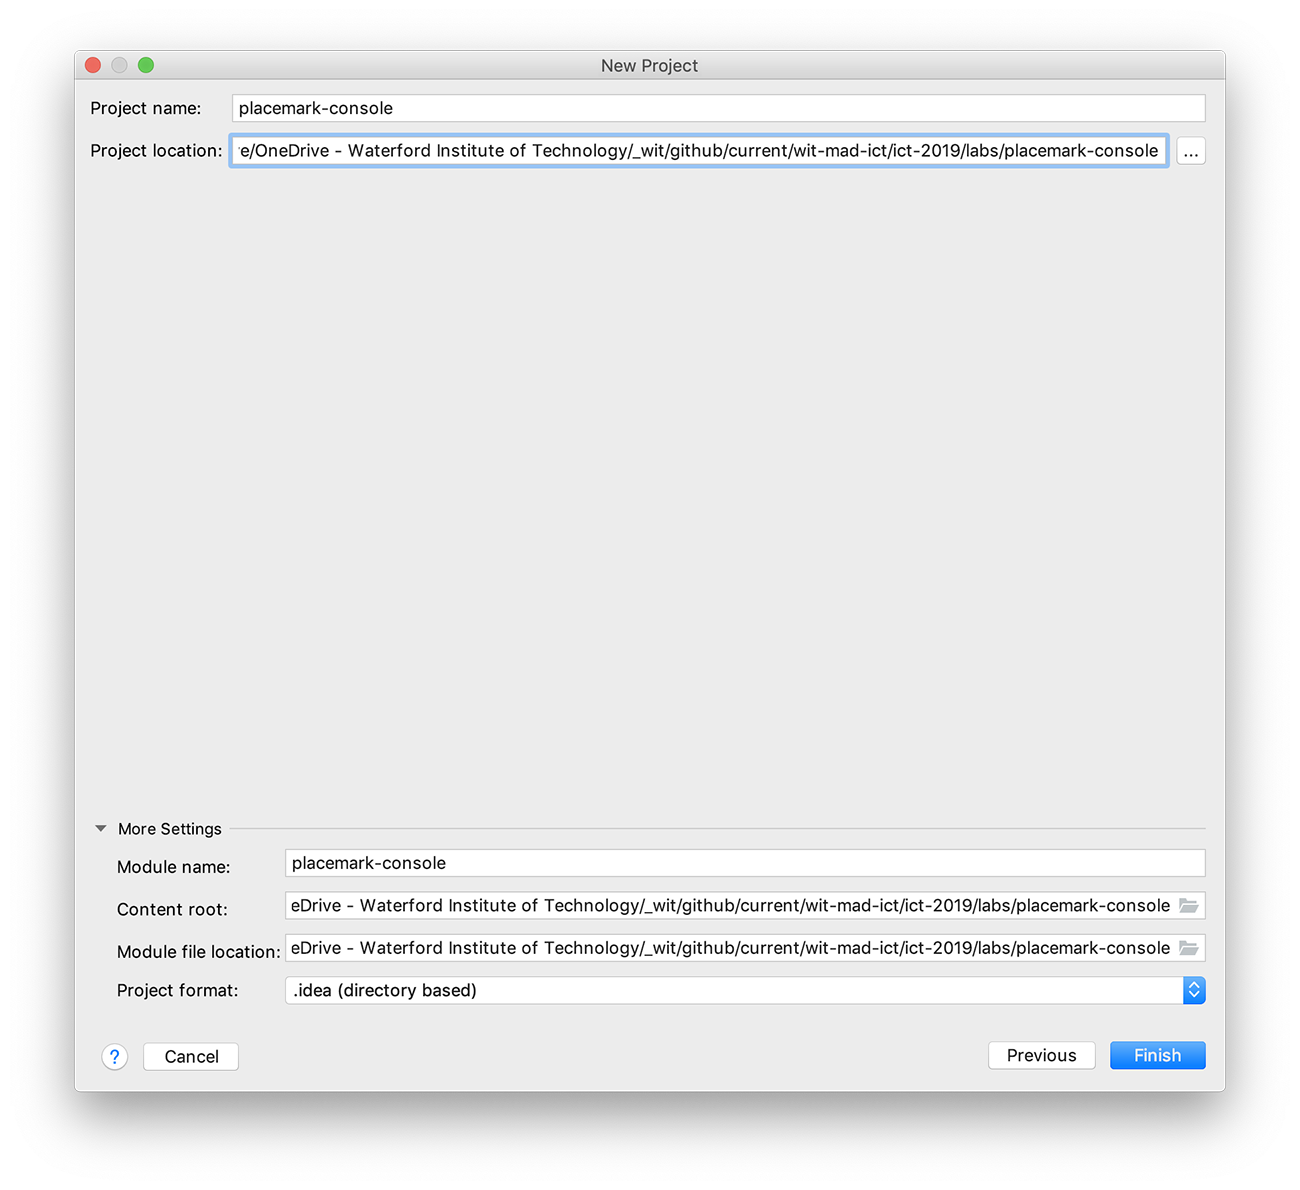 New Project
Project name: placemark-console
Project location: e/OneDrive - Waterford Institute of Technology/_wit/github/current/wit-mad-ict/ict-2019/labs/placemark-console ...
More Settings
Module name: placemark-console
Content root: eDrive - Waterford Institute of Technology/_wit/github/current/wit-mad-ict/ict-2019/labs/placemark-console
Module file location: eDrive - Waterford Institute of Technology/_wit/github/current/wit-mad-ict/ict-2019/labs/placemark-console
Project format: .idea (directory based)
? Cancel Previous Finish